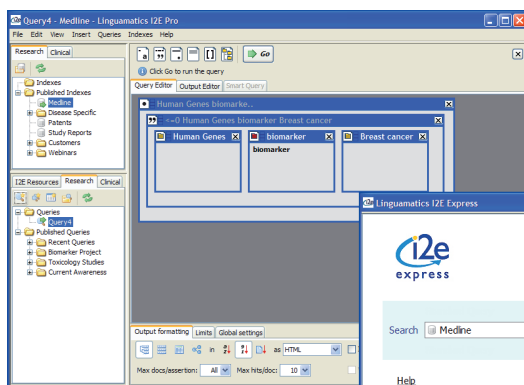 Query4 - Medline - Linguamatics I2E Pro
File Edit View Insert Queries Indexes Help
Research Clinical
Indexes
Published Indexes
Medline
Disease Specific
Patents
Study Reports
Customers
Webinars
I2E Resources Research Clinical
Queries
Query4
Published Queries
Recent Queries
Biomarker Project
Toxicology Studies
Current Awareness
Go
Click Go to run the query
Query Editor Output Editor Smart Query
Human Genes biomarke..
<=0 Human Genes biomarker Breast cancer
Human Genes biomarker Breast cancer
biomarker
Output formatting Limits Global settings
in as HTML
Max docs/assertion: All Max hits/doc: 10
Linguamatics I2E Express
i2e
express
Search Medline
Help